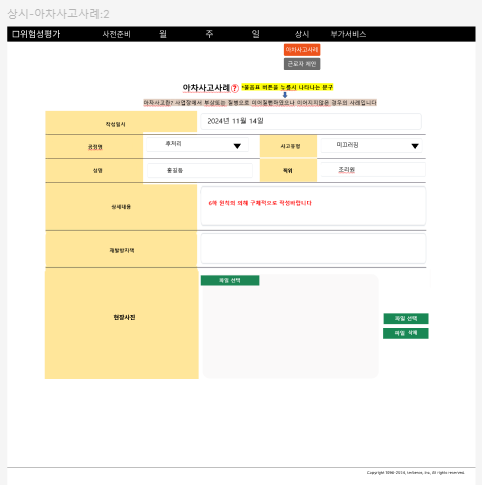 상시-아차사고사례:2
ロ위험성평가 사전준비 월 주 일 상시 부가서비스
아차사고사례
근로자 제안
아차사고사례? *물음표 버튼을 누를시 나타나는 문구
아차사고란? 사업장에서 부상또는 질병으로 이어질뻔하였으나 이어지지않은 경우의 사례입니다
작성일시 2024년 11월 14일
공정명 후처리 사고유형 미끄러짐
성명 홍길동 직위 조리원
상세내용 6하 원칙에 의해 구체적으로 작성바랍니다
재발방지책
현장사진 파일 선택
파일 선택
파일 삭제
Copyright 1998-2024, techence, Inc, All rights reserved.